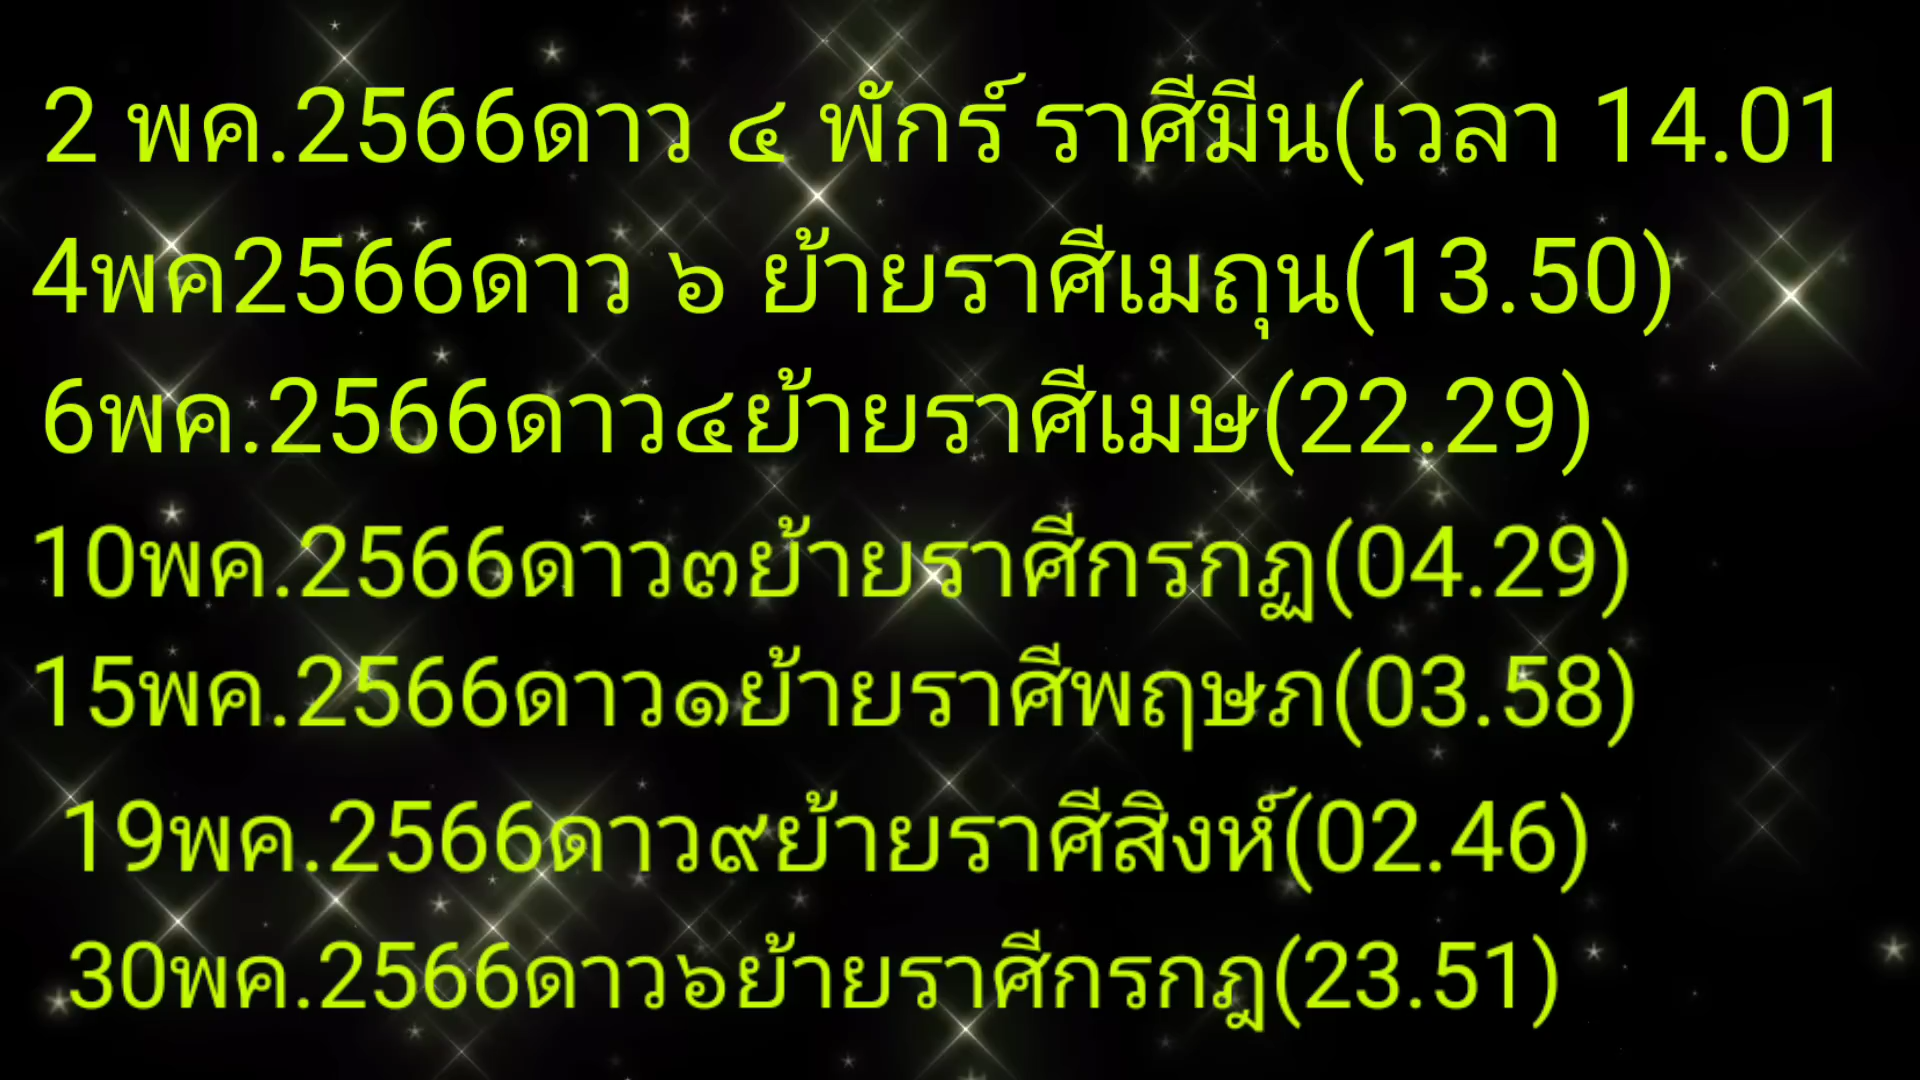 2 พค.2566ดาว ๔ พักร์ ราศีมีน(เวลา 14.01
4พค2566ดาว ๖ ย้ายราศีเมถุน(13.50)
6พค.2566ดาว๔ย้ายราศีเมษ(22.29)
10พค.2566ดาว๓ย้ายราศีกรกฏ(04.29)
15พค.2566ดาว๑ย้ายราศีพฤษภ(03.58)
19พค.2566ดาว๙ย้ายราศีสิงห์(02.46)
30พค.2566ดาว๖ย้ายราศีกรกฎ(23.51)